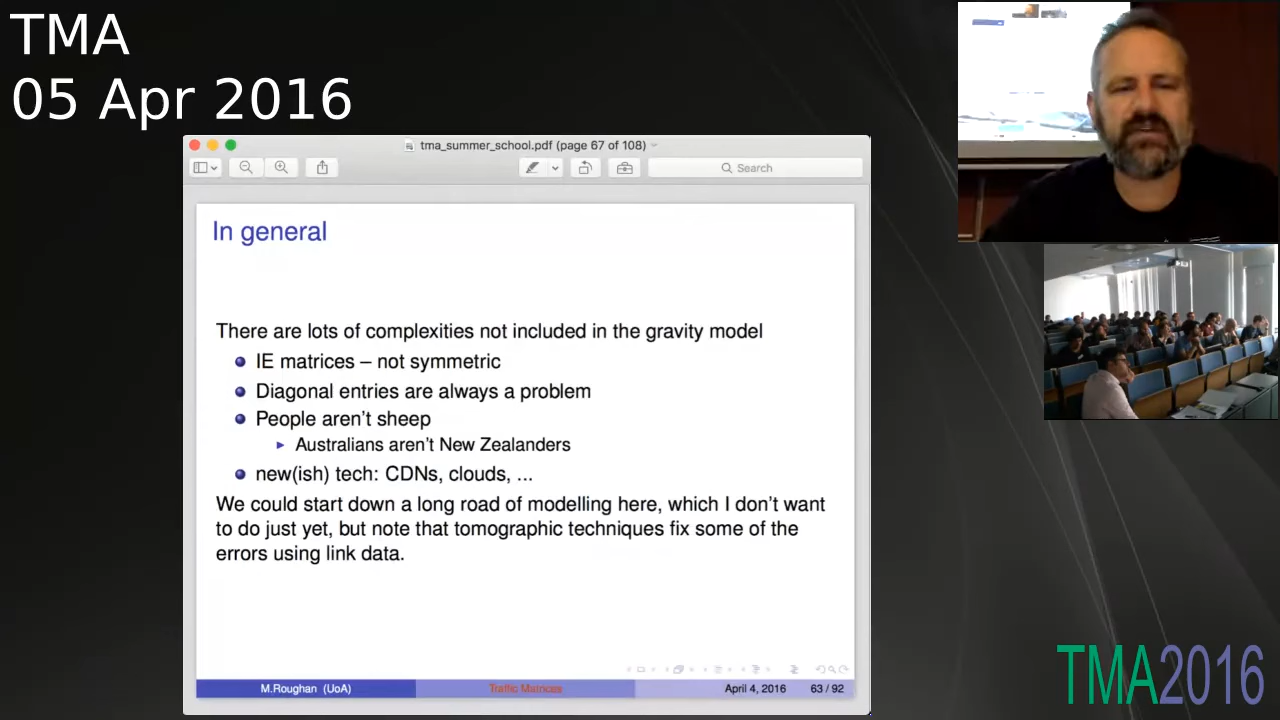 TMA
05 Apr 2016
tma_summer_school.pdf (page 67 of 108)
Search
In general
There are lots of complexities not included in the gravity model
IE matrices – not symmetric
Diagonal entries are always a problem
People aren't sheep
Australians aren't New Zealanders
new(ish) tech: CDNs, clouds, ...
We could start down a long road of modelling here, which I don't want
to do just yet, but note that tomographic techniques fix some of the
errors using link data.
M.Roughan (UoA)
Traffic Matrices
April 4, 2016
63 / 92
TMA2016